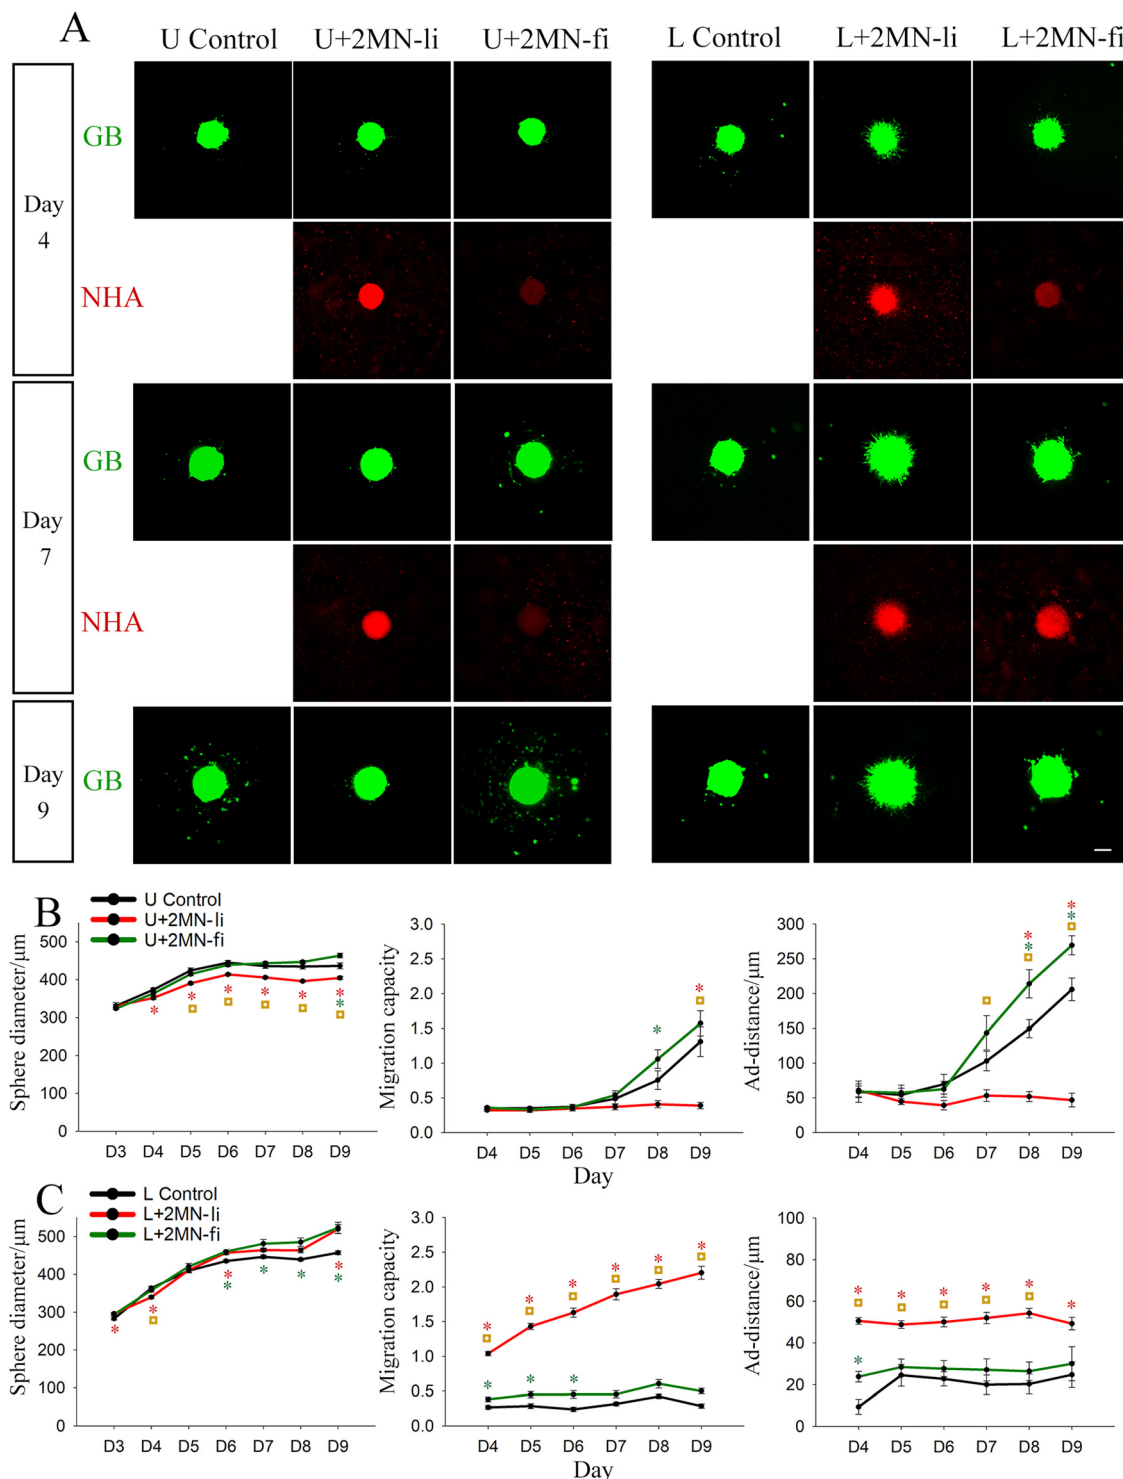 A
U Control
U+2MN-li
U+2MN-fi
L Control
L+2MN-li
L+2MN-fi
Day
4
GB
NHA
Day
7
GB
NHA
Day
9
GB
B
U Control
U+2MN-li
U+2MN-fi
Sphere diameter/µm
500
400
300
200
100
0
D3 D4 D5 D6 D7 D8 D9
Migration capacity
3.0
2.5
2.0
1.5
1.0
0.5
0.0
D4 D5 D6 D7 D8 D9
Day
Ad-distance/µm
300
250
200
150
100
50
0
D4 D5 D6 D7 D8 D9
C
L Control
L+2MN-li
L+2MN-fi
Sphere diameter/µm
500
400
300
200
100
0
D3 D4 D5 D6 D7 D8 D9
Migration capacity
3.0
2.5
2.0
1.5
1.0
0.5
0.0
D4 D5 D6 D7 D8 D9
Day
Ad-distance/µm
100
80
60
40
20
0
D4 D5 D6 D7 D8 D9